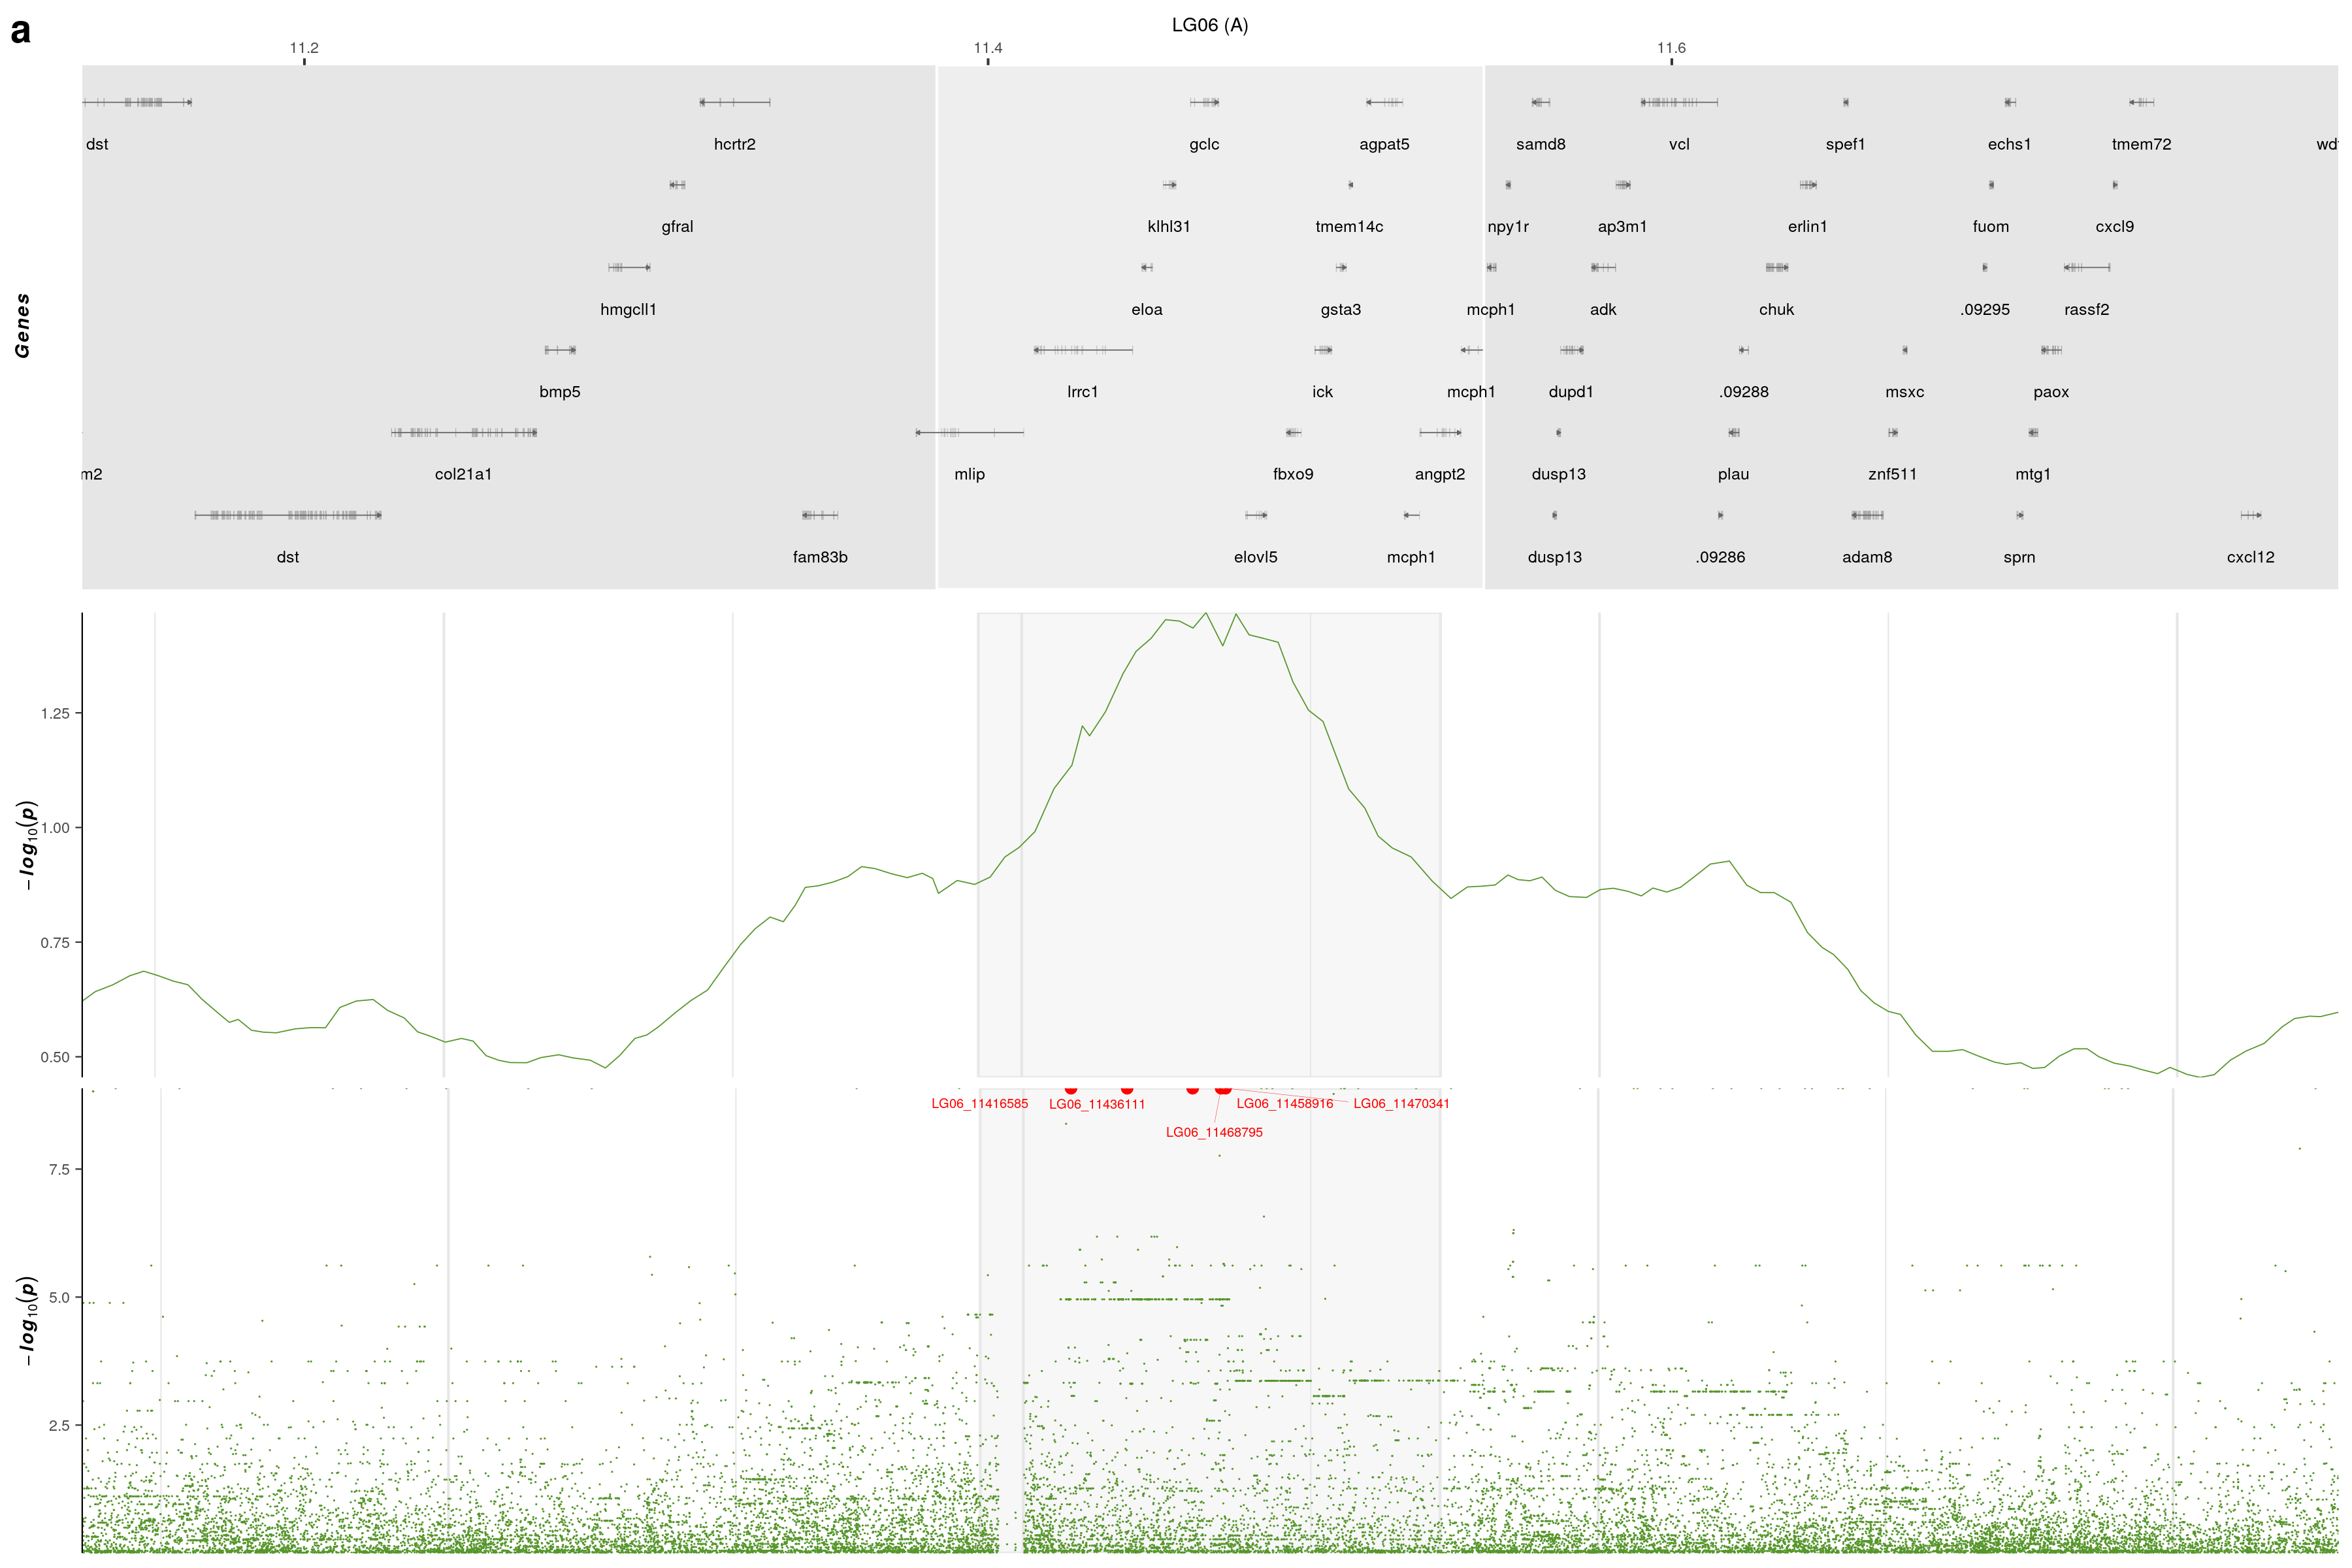 a
LG06 (A)
11.2 11.4 11.6
Genes
dst hcrtr2 gclc agpat5 samd8 vcl spef1 echs1 tmem72
gfral klhl31 tmem14c npy1r ap3m1 erlin1 fuom cxcl9
hmgcll1 eloa gsta3 mcph1 adk chuk .09295 rassf2
bmp5 lrrc1 ick mcph1 dupd1 .09288 msxc paox
m2 col21a1 mlip fbxo9 angpt2 dusp13 plau znf511 mtg1
dst fam83b elovl5 mcph1 dusp13 .09286 adam8 sprn cxcl12
−log10(p)
1.25
1.00
0.75
0.50
LG06_11416585 LG06_11436111 LG06_11458916 LG06_11470341
LG06_11468795
−log10(p)
7.5
5.0
2.5